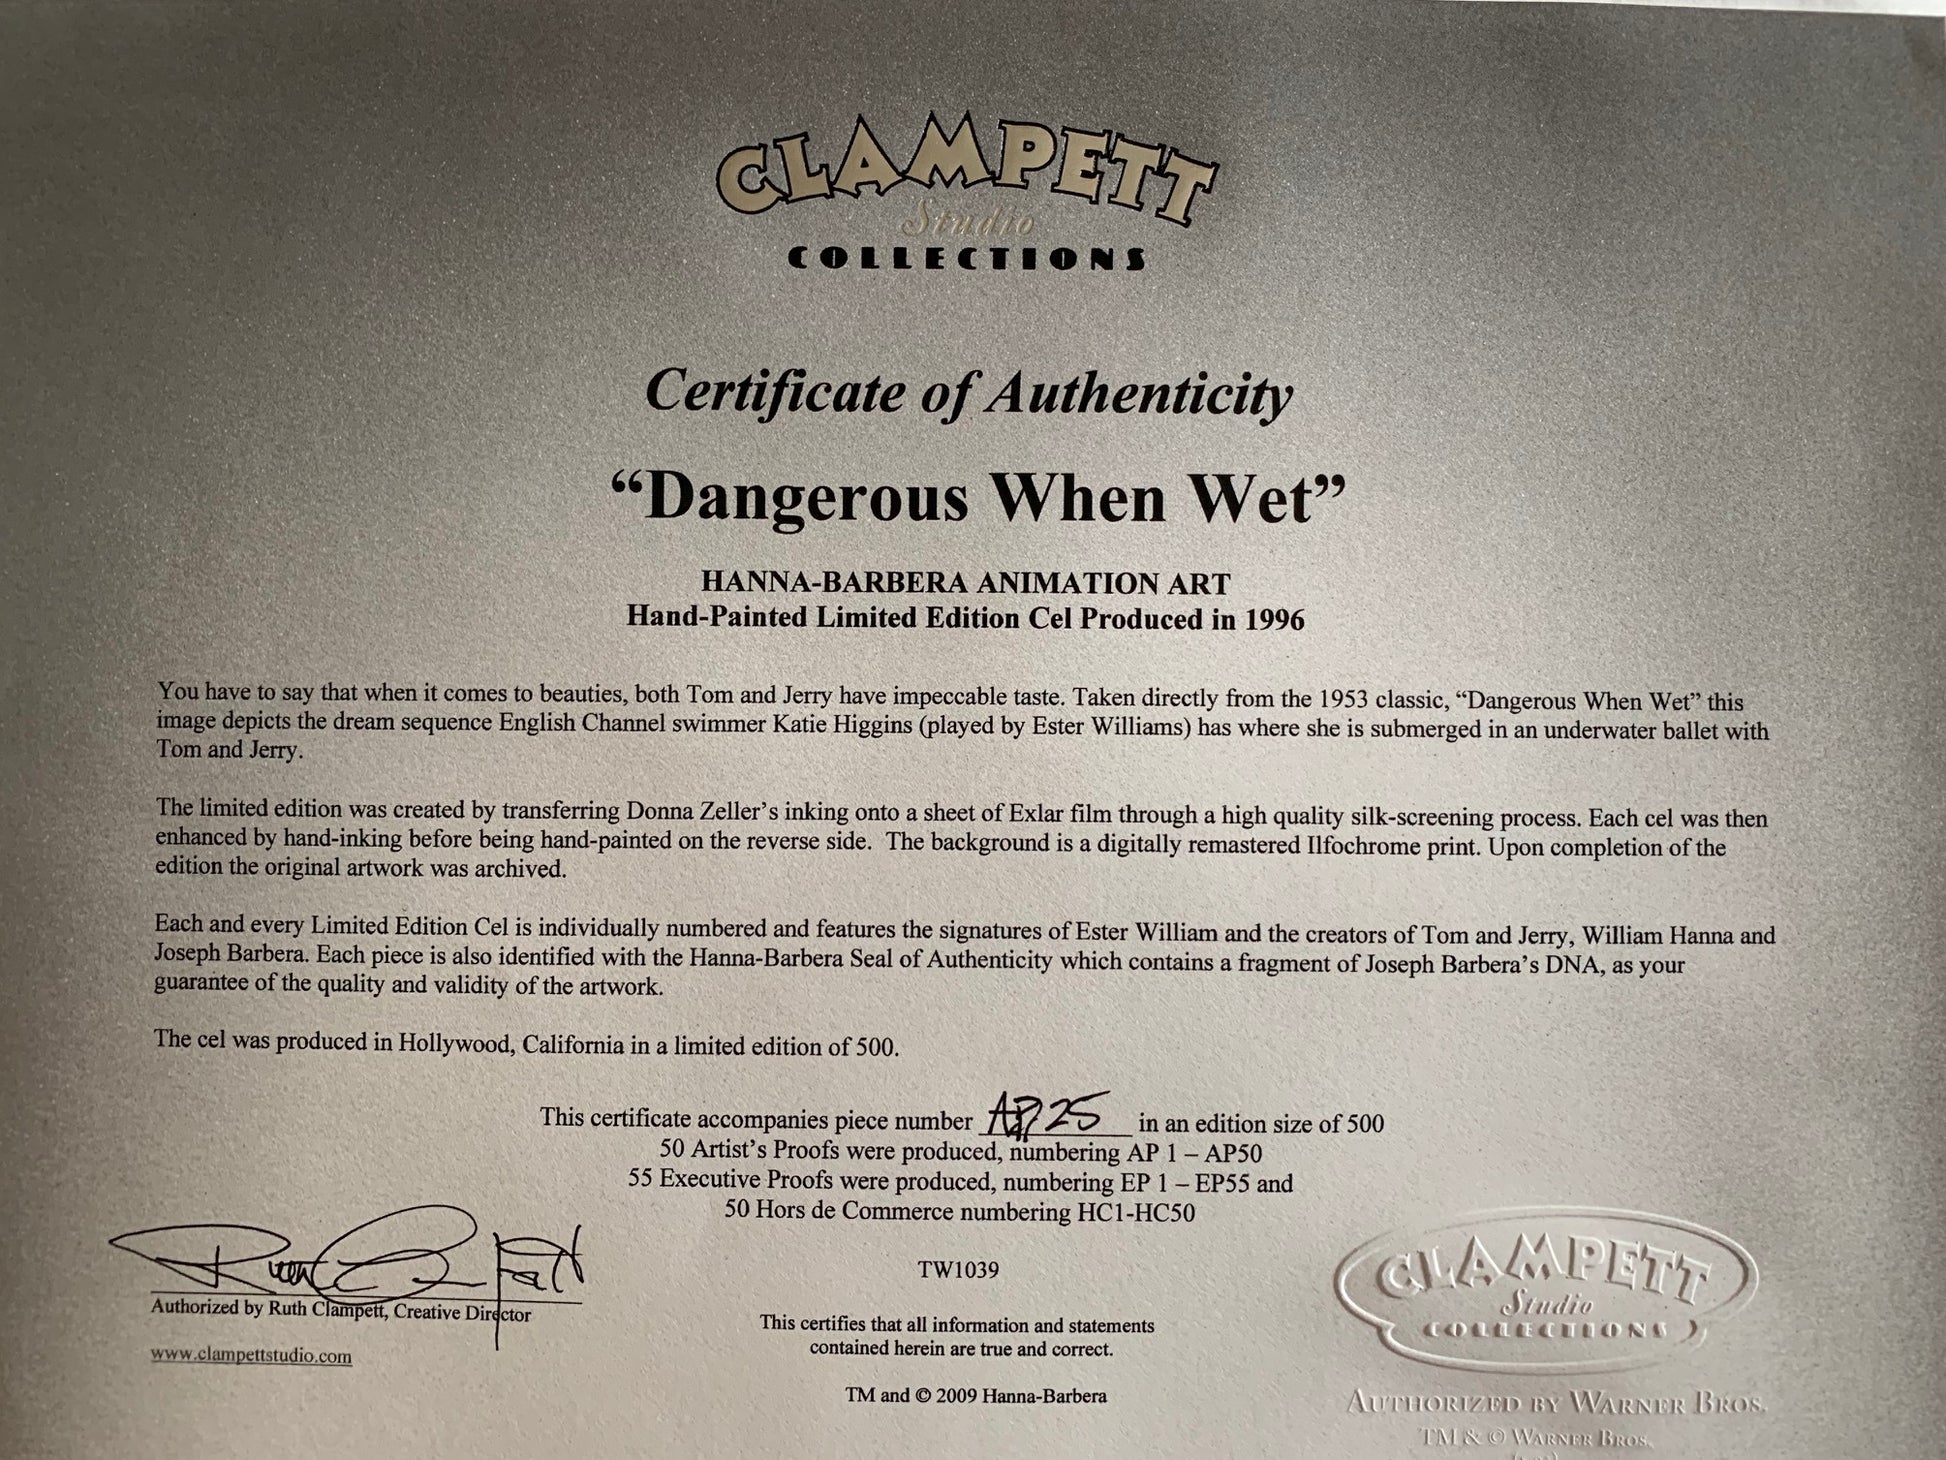 CLAMPETT
Studio
COLLECTIONS
Certificate of Authenticity
“Dangerous When Wet”
HANNA-BARBERA ANIMATION ART
Hand-Painted Limited Edition Cel Produced in 1996
You have to say that when it comes to beauties, both Tom and Jerry have impeccable taste. Taken directly from the 1953 classic, “Dangerous When Wet” this
image depicts the dream sequence English Channel swimmer Katie Higgins (played by Ester Williams) has where she is submerged in an underwater ballet with
Tom and Jerry.
The limited edition was created by transferring Donna Zeller’s inking onto a sheet of Exlar film through a high quality silk-screening process. Each cel was then
enhanced by hand-inking before being hand-painted on the reverse side. The background is a digitally remastered Ilfochrome print. Upon completion of the
edition the original artwork was archived.
Each and every Limited Edition Cel is individually numbered and features the signatures of Ester William and the creators of Tom and Jerry, William Hanna and
Joseph Barbera. Each piece is also identified with the Hanna-Barbera Seal of Authenticity which contains a fragment of Joseph Barbera’s DNA, as your
guarantee of the quality and validity of the artwork.
The cel was produced in Hollywood, California in a limited edition of 500.
This certificate accompanies piece number AP 25 in an edition size of 500
50 Artist’s Proofs were produced, numbering AP 1 – AP50
55 Executive Proofs were produced, numbering EP 1 – EP55 and
50 Hors de Commerce numbering HC1-HC50
Authorized by Ruth Clampett, Creative Director
www.clampettstudio.com
TW1039
This certifies that all information and statements
contained herein are true and correct.
TM and © 2009 Hanna-Barbera
CLAMPETT
Studio
COLLECTIONS
AUTHORIZED BY WARNER BROS.
TM & © WARNER BROS.